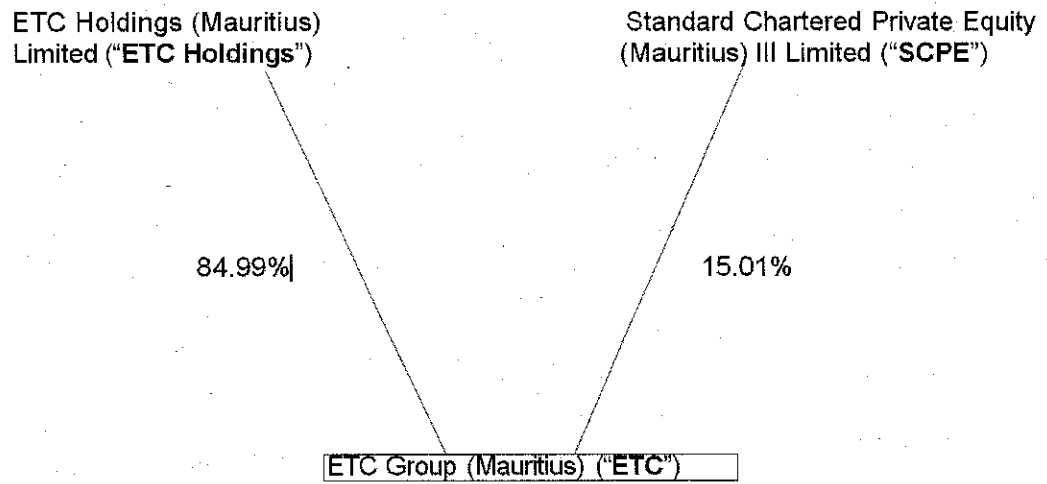 ETC Holdings (Mauritius)
Limited ("ETC Holdings")
Standard Chartered Private Equity
(Mauritius) III Limited ("SCPE")
84.99%
15.01%
ETC Group (Mauritius) ("ETC")